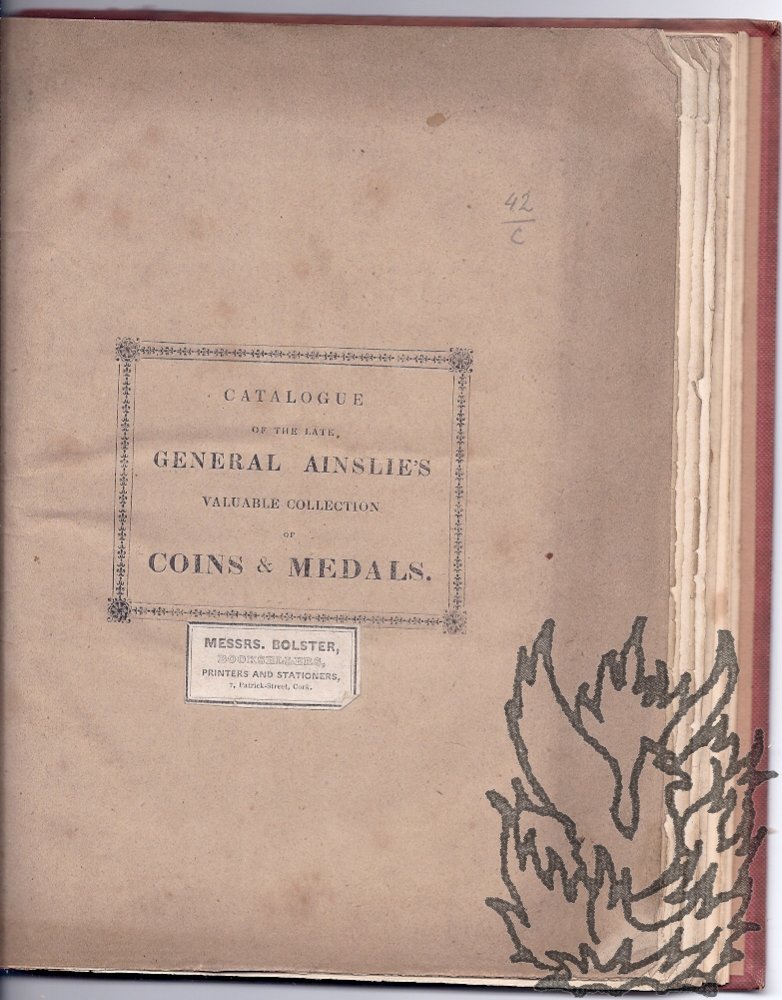 42
C
CATALOGUE
OF THE LATE,
GENERAL AINSLIE'S
VALUABLE COLLECTION
OF
COINS & MEDALS.
MESSRS. BOLSTER,
BOOKSELLERS,
PRINTERS AND STATIONERS,
7, Patrick-Street, Cork.